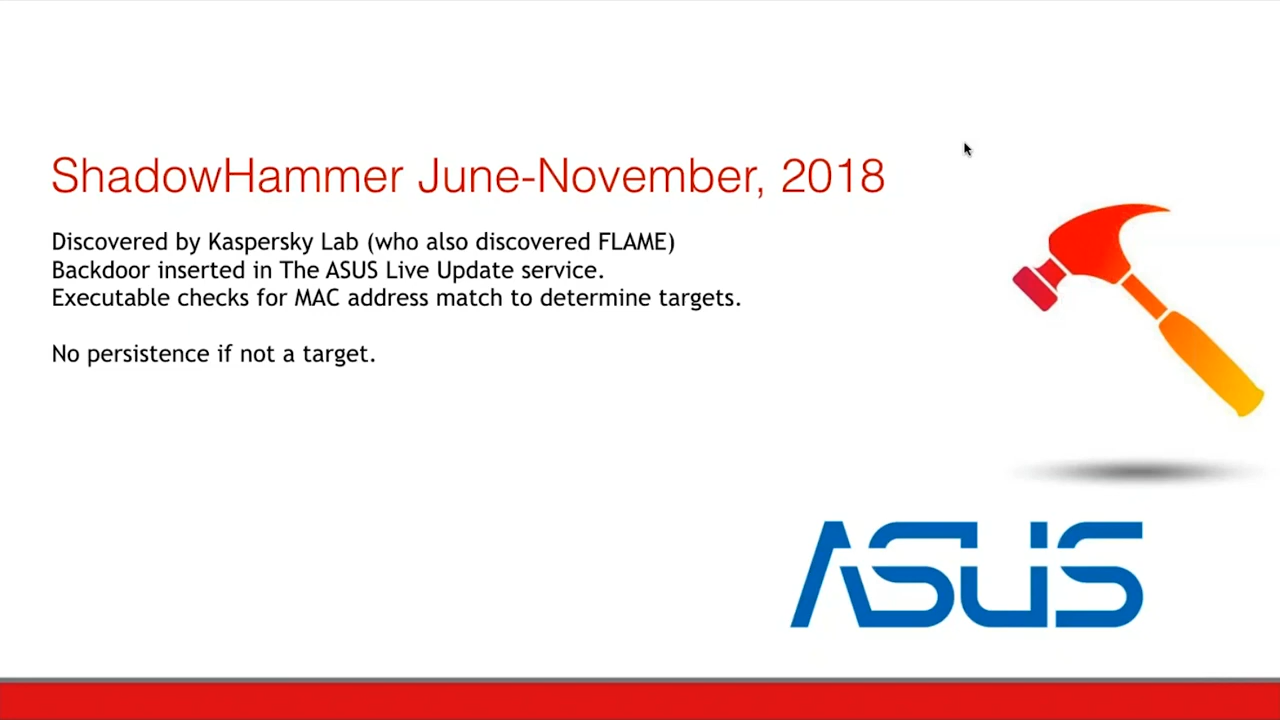 ShadowHammer June-November, 2018
Discovered by Kaspersky Lab (who also discovered FLAME)
Backdoor inserted in The ASUS Live Update service.
Executable checks for MAC address match to determine targets.
No persistence if not a target.
ASUS